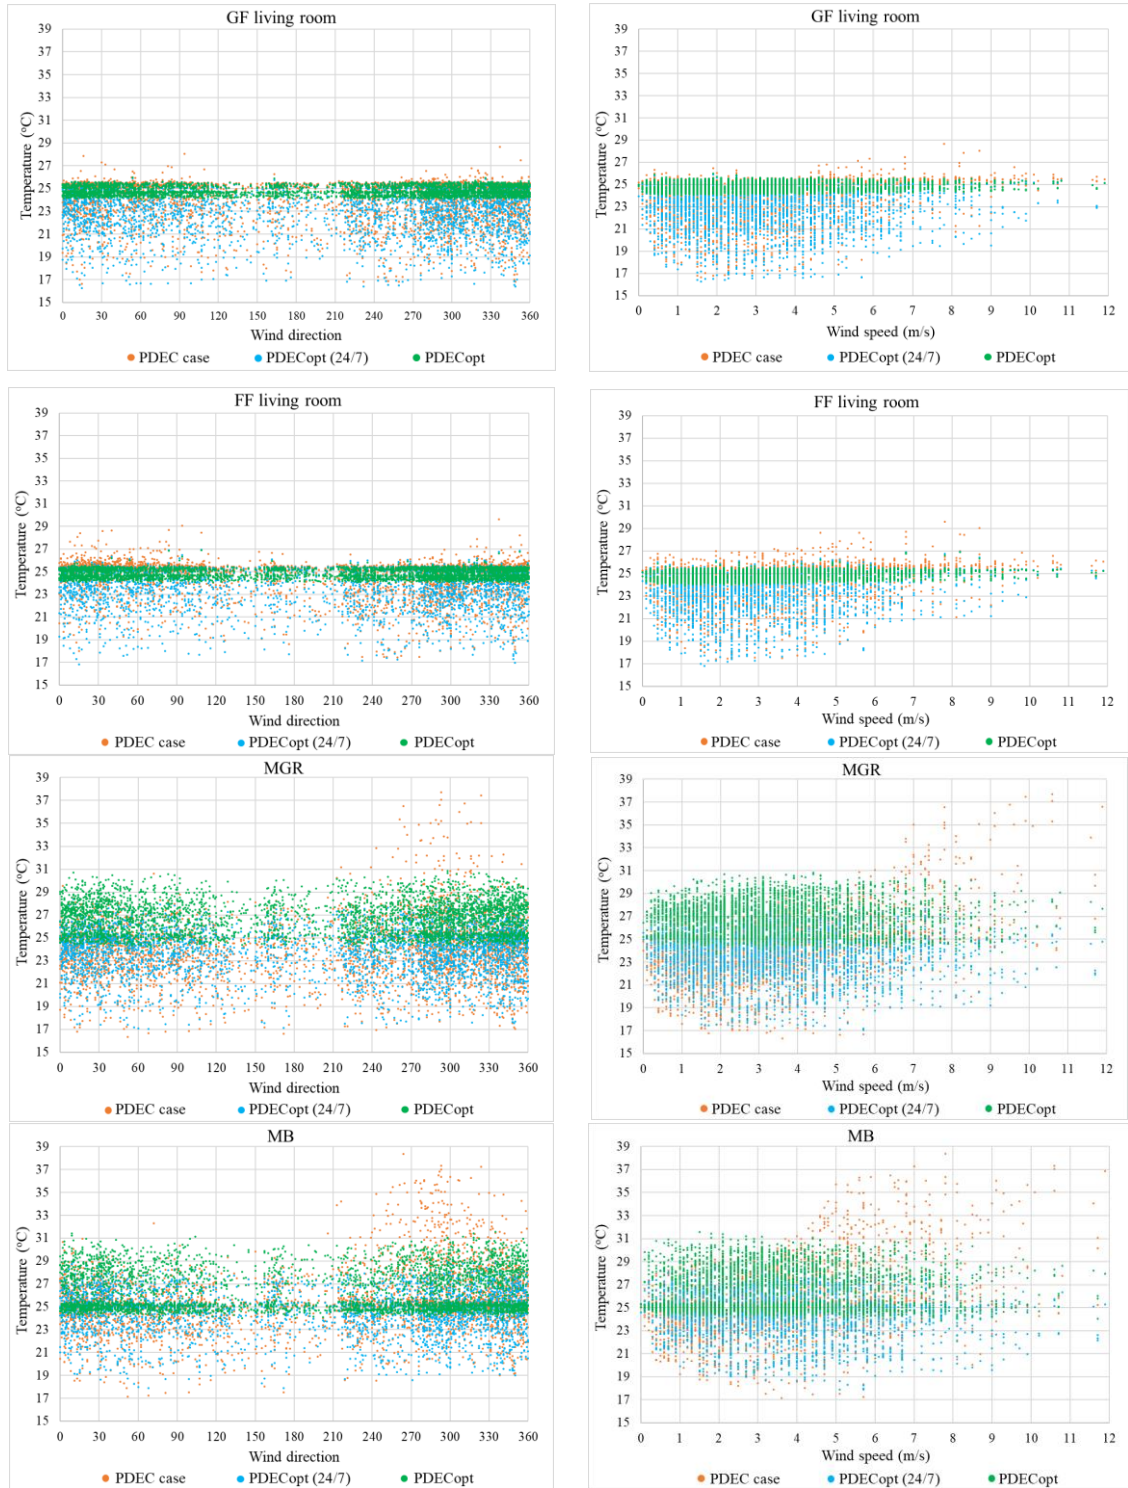 GF living room
39
37
35
33
31
29
27
25
23
21
19
17
15
Temperature (°C)
0 30 60 90 120 150 180 210 240 270 300 330 360
Wind direction
PDEC case PDECopt (24/7) PDECopt
GF living room
39
37
35
33
31
29
27
25
23
21
19
17
15
Temperature (°C)
0 1 2 3 4 5 6 7 8 9 10 11 12
Wind speed (m/s)
PDEC case PDECopt (24/7) PDECopt
FF living room
39
37
35
33
31
29
27
25
23
21
19
17
15
Temperature (°C)
0 30 60 90 120 150 180 210 240 270 300 330 360
Wind direction
PDEC case PDECopt (24/7) PDECopt
FF living room
39
37
35
33
31
29
27
25
23
21
19
17
15
Temperature (°C)
0 1 2 3 4 5 6 7 8 9 10 11 12
Wind speed (m/s)
PDEC case PDECopt (24/7) PDECopt
MGR
39
37
35
33
31
29
27
25
23
21
19
17
15
Temperature (°C)
0 30 60 90 120 150 180 210 240 270 300 330 360
Wind direction
PDEC case PDECopt (24/7) PDECopt
MGR
39
37
35
33
31
29
27
25
23
21
19
17
15
Temperature (°C)
0 1 2 3 4 5 6 7 8 9 10 11 12
Wind speed (m/s)
PDEC case PDECopt (24/7) PDECopt
MB
39
37
35
33
31
29
27
25
23
21
19
17
15
Temperature (°C)
0 30 60 90 120 150 180 210 240 270 300 330 360
Wind direction
PDEC case PDECopt (24/7) PDECopt
MB
39
37
35
33
31
29
27
25
23
21
19
17
15
Temperature (°C)
0 1 2 3 4 5 6 7 8 9 10 11 12
Wind speed (m/s)
PDEC case PDECopt (24/7) PDECopt